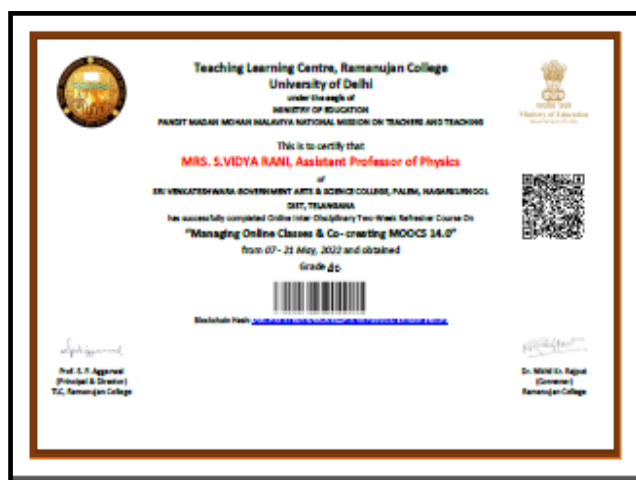 Teaching Learning Centre, Ramanujan College
University of Delhi
under the aegis of
MINISTRY OF EDUCATION
PANDIT MADAN MOHAN MALAVIYA NATIONAL MISSION ON TEACHERS AND TEACHING
Ministry of Education
This is to certify that
MRS. S.VIDYA RANI, Assistant Professor of Physics
of
SRI VENKATESHWARA GOVERNMENT ARTS & SCIENCE COLLEGE, PALEM, NAGARKURNOOL
DIST, TELANGANA
has successfully completed Online Inter-Disciplinary Two-Week Refresher Course On
"Managing Online Classes & Co- creating MOOCS 14.0"
from 07 - 21 May, 2022 and obtained
Grade
Blockchain Hash:
Prof. S. P. Aggarwal
(Principal & Director)
TLC, Ramanujan College
Dr. Nikhil Kr. Rajput
(Convenor)
Ramanujan College